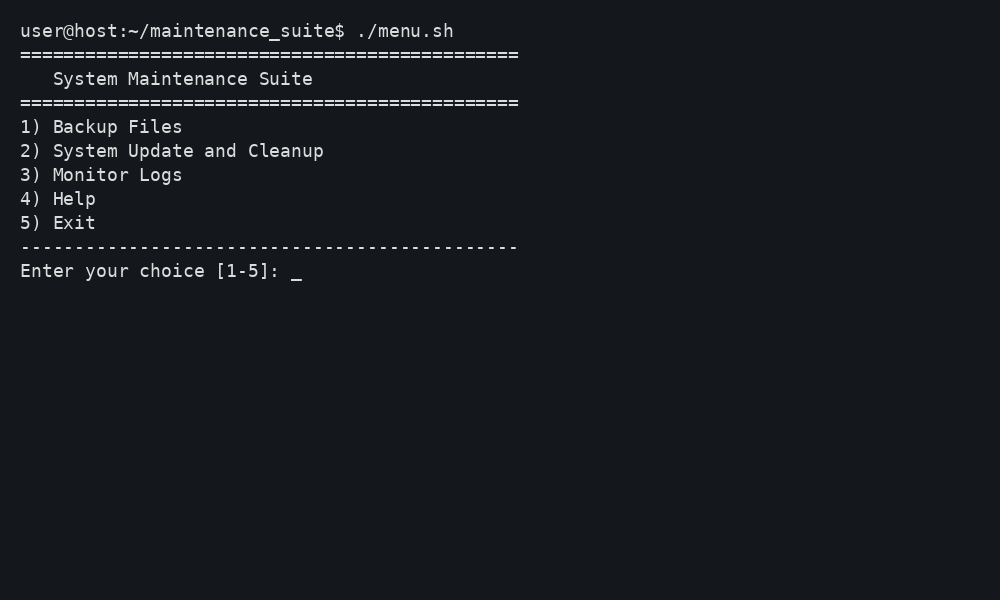 user@host:~/maintenance_suite$ ./menu.sh
==============================================
   System Maintenance Suite
==============================================
1) Backup Files
2) System Update and Cleanup
3) Monitor Logs
4) Help
5) Exit
----------------------------------------------
Enter your choice [1-5]: _